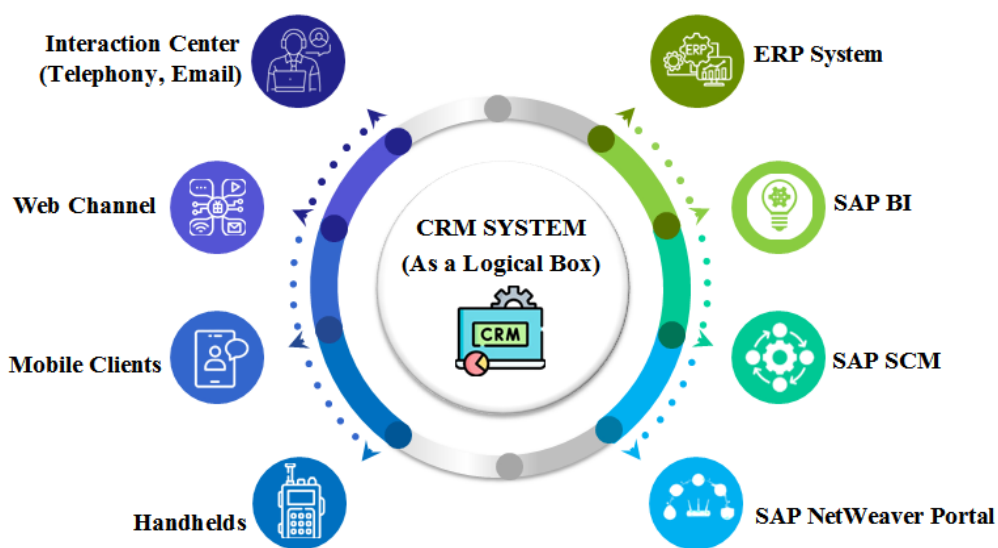 Interaction Center
(Telephony, Email)
ERP
ERP System
Web Channel
SAP BI
CRM SYSTEM
(As a Logical Box)
CRM
Mobile Clients
SAP SCM
Handhelds
SAP NetWeaver Portal